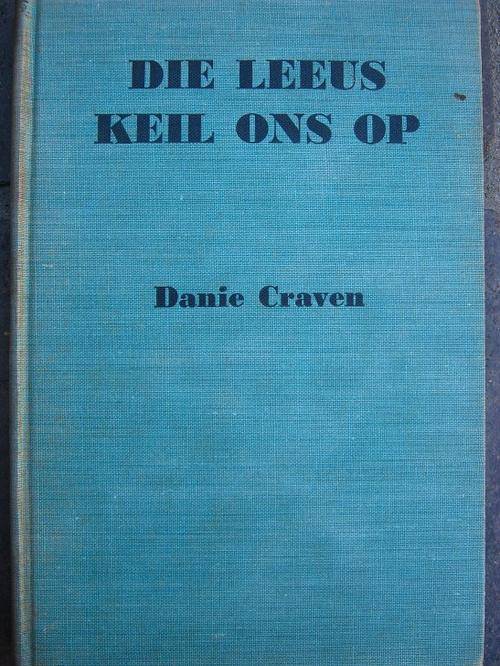 DIE LEEUS
KEIL ONS OP
Danie Craven